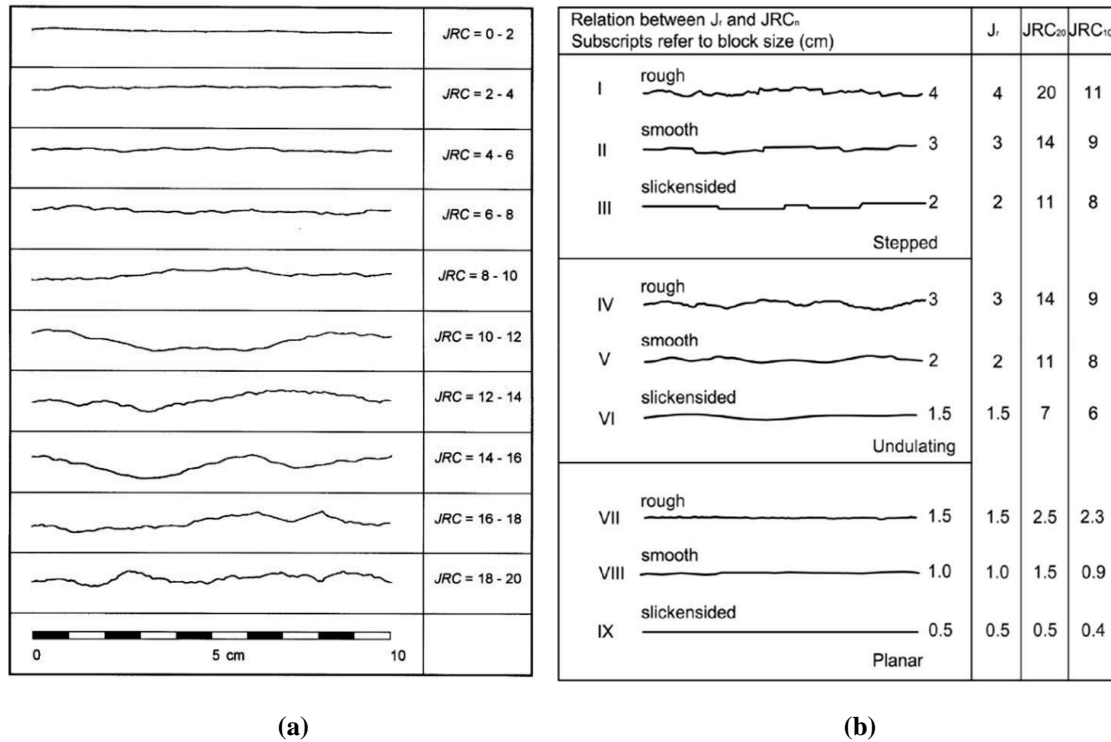 JRC = 0 - 2
JRC = 2 - 4
JRC = 4 - 6
JRC = 6 - 8
JRC = 8 - 10
JRC = 10 - 12
JRC = 12 - 14
JRC = 14 - 16
JRC = 16 - 18
JRC = 18 - 20
0 5 cm 10
(a)
Relation between Jᵣ and JRCₙ
Subscripts refer to block size (cm)
Jᵣ JRC₂₀ JRC₁₀
rough
I 4 4 20 11
smooth
II 3 3 14 9
slickensided
III 2 2 11 8
Stepped
rough
IV 3 3 14 9
smooth
V 2 2 11 8
slickensided
VI 1.5 1.5 7 6
Undulating
rough
VII 1.5 1.5 2.5 2.3
smooth
VIII 1.0 1.0 1.5 0.9
slickensided
IX 0.5 0.5 0.5 0.4
Planar
(b)